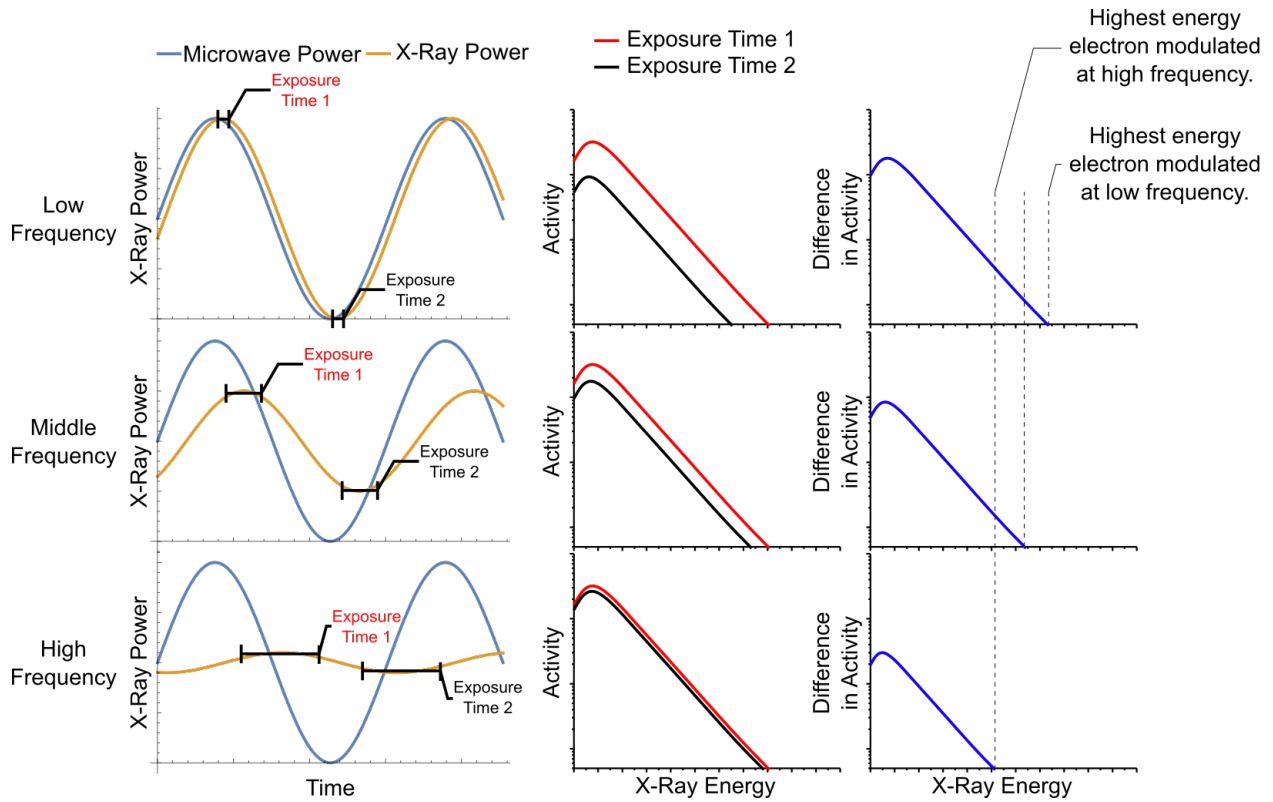 Microwave Power
X-Ray Power
Exposure Time 1
Exposure Time 2
Highest energy
electron modulated
at high frequency.
Highest energy
electron modulated
at low frequency.
Low
Frequency
X-Ray Power
Exposure
Time 1
Exposure
Time 2
Activity
Difference
in Activity
Middle
Frequency
X-Ray Power
Exposure
Time 1
Exposure
Time 2
Activity
Difference
in Activity
High
Frequency
X-Ray Power
Exposure
Time 1
Exposure
Time 2
Activity
Difference
in Activity
Time
X-Ray Energy
X-Ray Energy